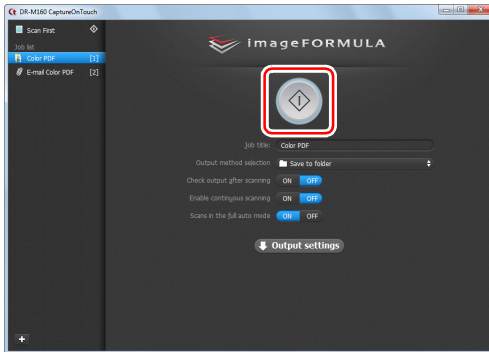 DR-M160 CaptureOnTouch
Scan First
Job list
Color PDF [1]
E-mail Color PDF [2]
imageFORMULA
Job title: Color PDF
Output method selection Save to folder
Check output after scanning ON OFF
Enable continuous scanning ON OFF
Scans in the full auto mode ON OFF
Output settings